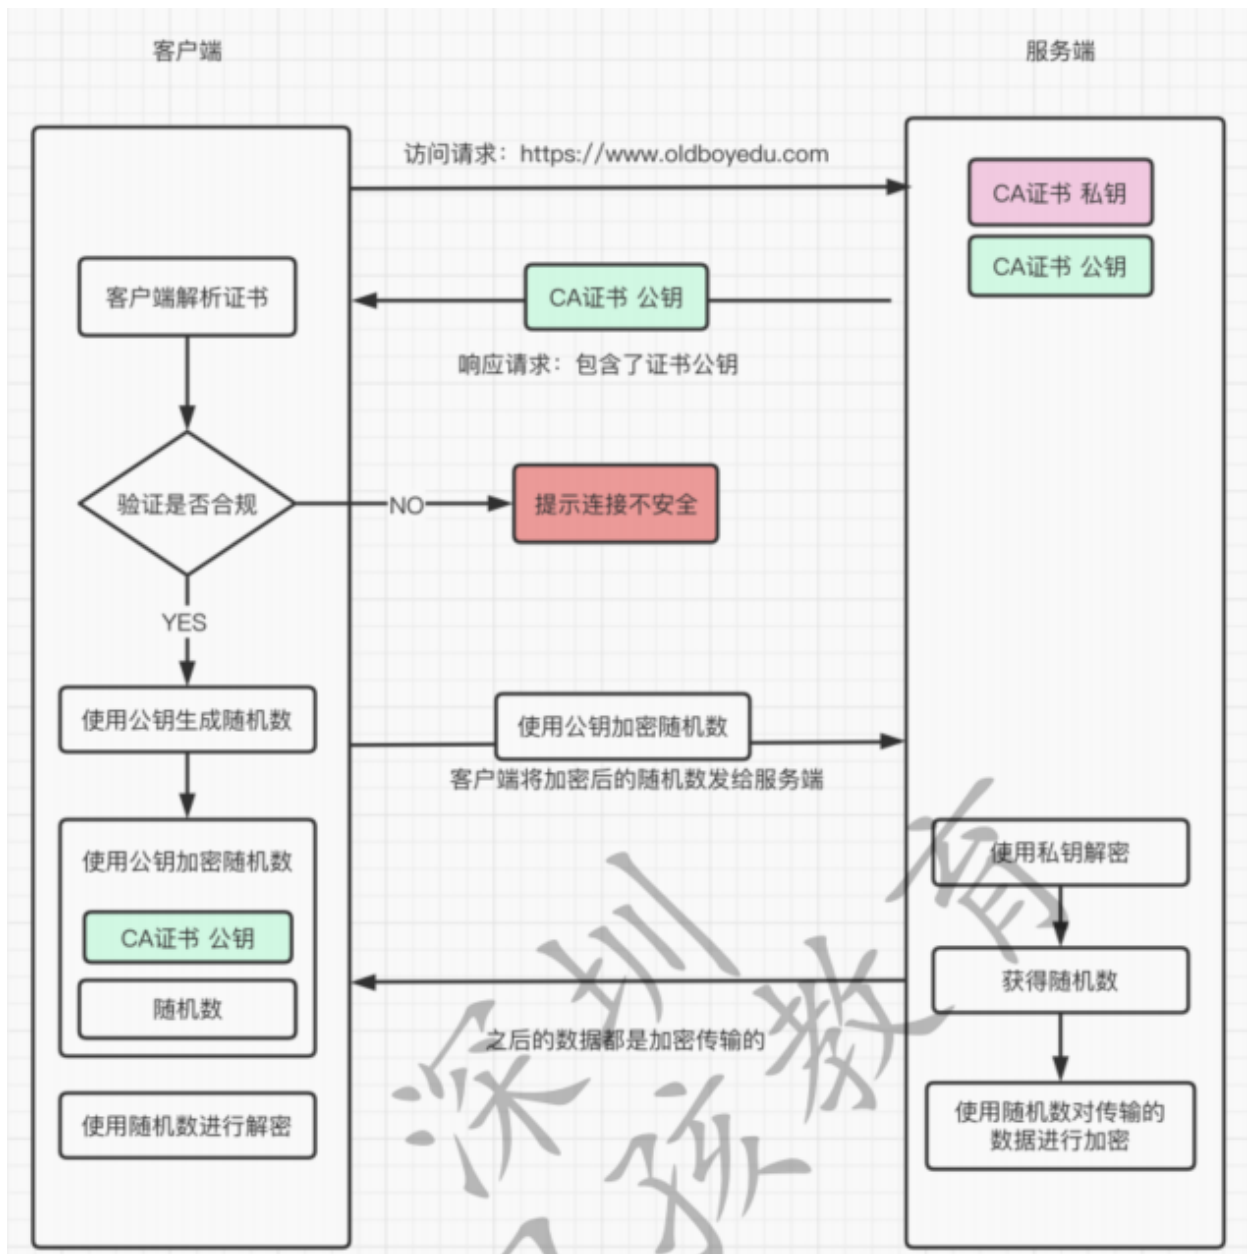 客户端
服务端
访问请求：https://www.oldboyedu.com
CA证书 私钥
CA证书 公钥
客户端解析证书
CA证书 公钥
响应请求：包含了证书公钥
验证是否合规
NO
提示连接不安全
YES
使用公钥生成随机数
使用公钥加密随机数
客户端将加密后的随机数发给服务端
使用公钥加密随机数
CA证书 公钥
随机数
使用私钥解密
获得随机数
之后的数据都是加密传输的
使用随机数进行解密
使用随机数对传输的
数据进行加密
深圳
孩教育